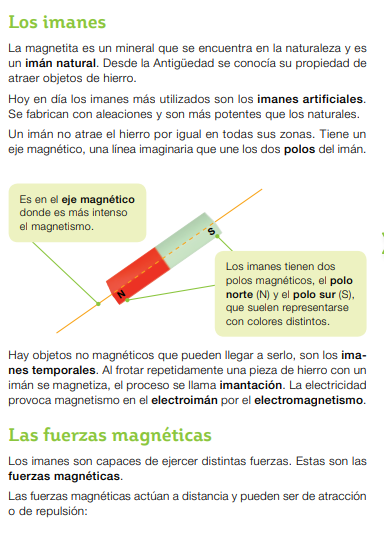 Los imanes
La magnetita es un mineral que se encuentra en la naturaleza y es
un imán natural. Desde la Antigüedad se conocía su propiedad de
atraer objetos de hierro.
Hoy en día los imanes más utilizados son los imanes artificiales.
Se fabrican con aleaciones y son más potentes que los naturales.
Un imán no atrae el hierro por igual en todas sus zonas. Tiene un
eje magnético, una línea imaginaria que une los dos polos del imán.
Es en el eje magnético
donde es más intenso
el magnetismo.
S
N
Los imanes tienen dos
polos magnéticos, el polo
norte (N) y el polo sur (S),
que suelen representarse
con colores distintos.
Hay objetos no magnéticos que pueden llegar a serlo, son los ima-
nes temporales. Al frotar repetidamente una pieza de hierro con un
imán se magnetiza, el proceso se llama imantación. La electricidad
provoca magnetismo en el electroimán por el electromagnetismo.
Las fuerzas magnéticas
Los imanes son capaces de ejercer distintas fuerzas. Estas son las
fuerzas magnéticas.
Las fuerzas magnéticas actúan a distancia y pueden ser de atracción
o de repulsión: